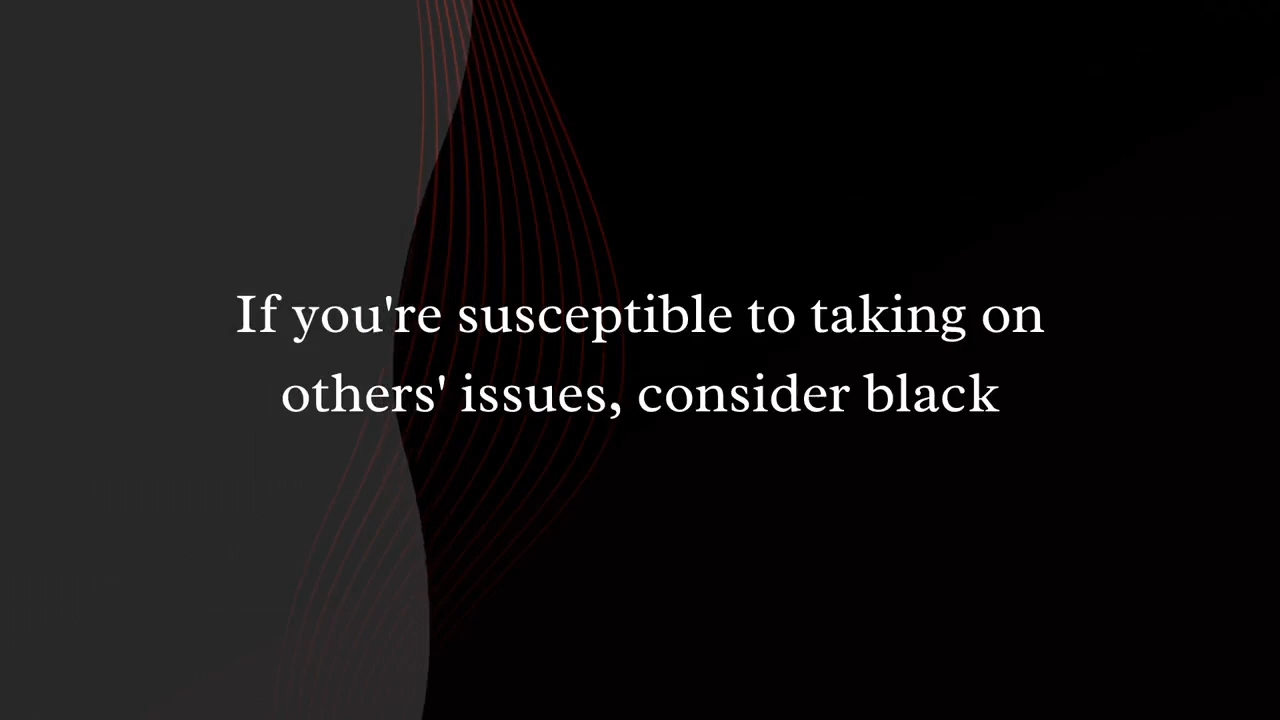 If you're susceptible to taking on
others' issues, consider black